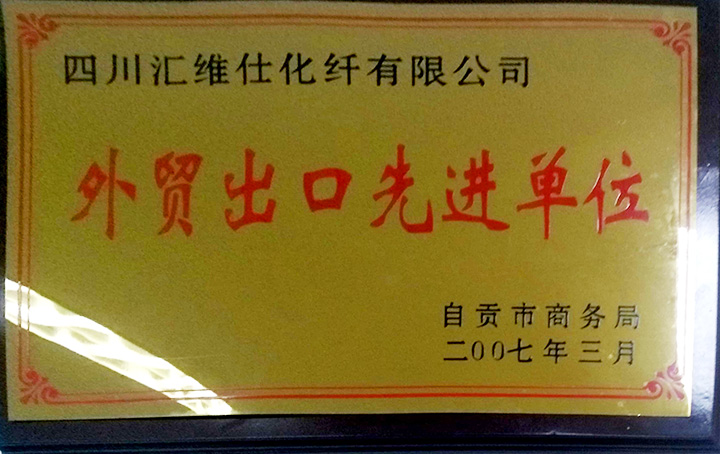 四川汇维仕化纤有限公司
外贸出口先进单位
自贡市商务局
二00七年三月